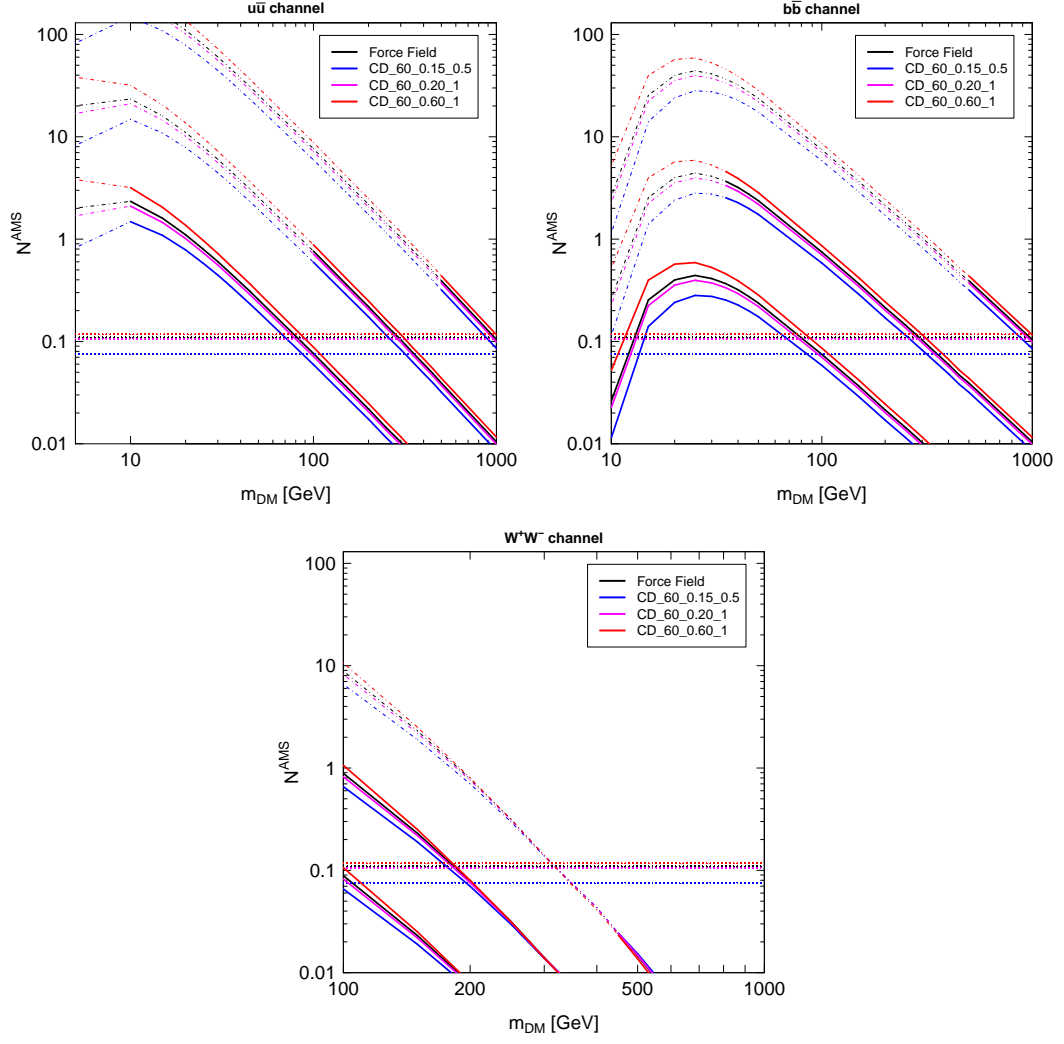 uū channel
100
10
1
0.1
0.01
N^AMS
10
100
1000
m_DM [GeV]
Force Field
CD_60_0.15_0.5
CD_60_0.20_1
CD_60_0.60_1
bb̄ channel
100
10
1
0.1
0.01
N^AMS
10
100
1000
m_DM [GeV]
Force Field
CD_60_0.15_0.5
CD_60_0.20_1
CD_60_0.60_1
W⁺W⁻ channel
100
10
1
0.1
0.01
N^AMS
100
200
500
1000
m_DM [GeV]
Force Field
CD_60_0.15_0.5
CD_60_0.20_1
CD_60_0.60_1